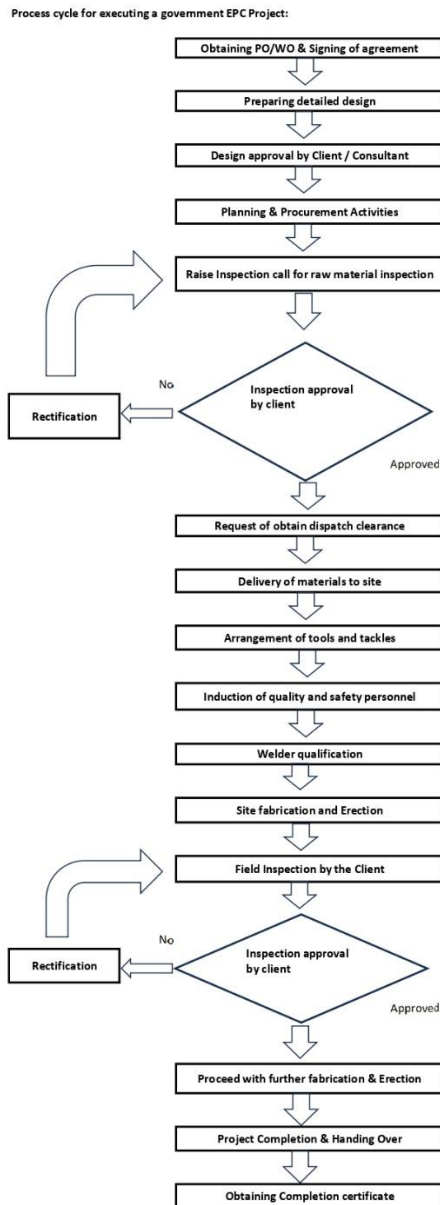 Process cycle for executing a government EPC Project:
Obtaining PO/WO & Signing of agreement
Preparing detailed design
Design approval by Client / Consultant
Planning & Procurement Activities
Raise Inspection call for raw material inspection
No
Inspection approval
by client
Rectification
Approved
Request of obtain dispatch clearance
Delivery of materials to site
Arrangement of tools and tackles
Induction of quality and safety personnel
Welder qualification
Site fabrication and Erection
Field Inspection by the Client
No
Inspection approval
by client
Rectification
Approved
Proceed with further fabrication & Erection
Project Completion & Handing Over
Obtaining Completion certificate